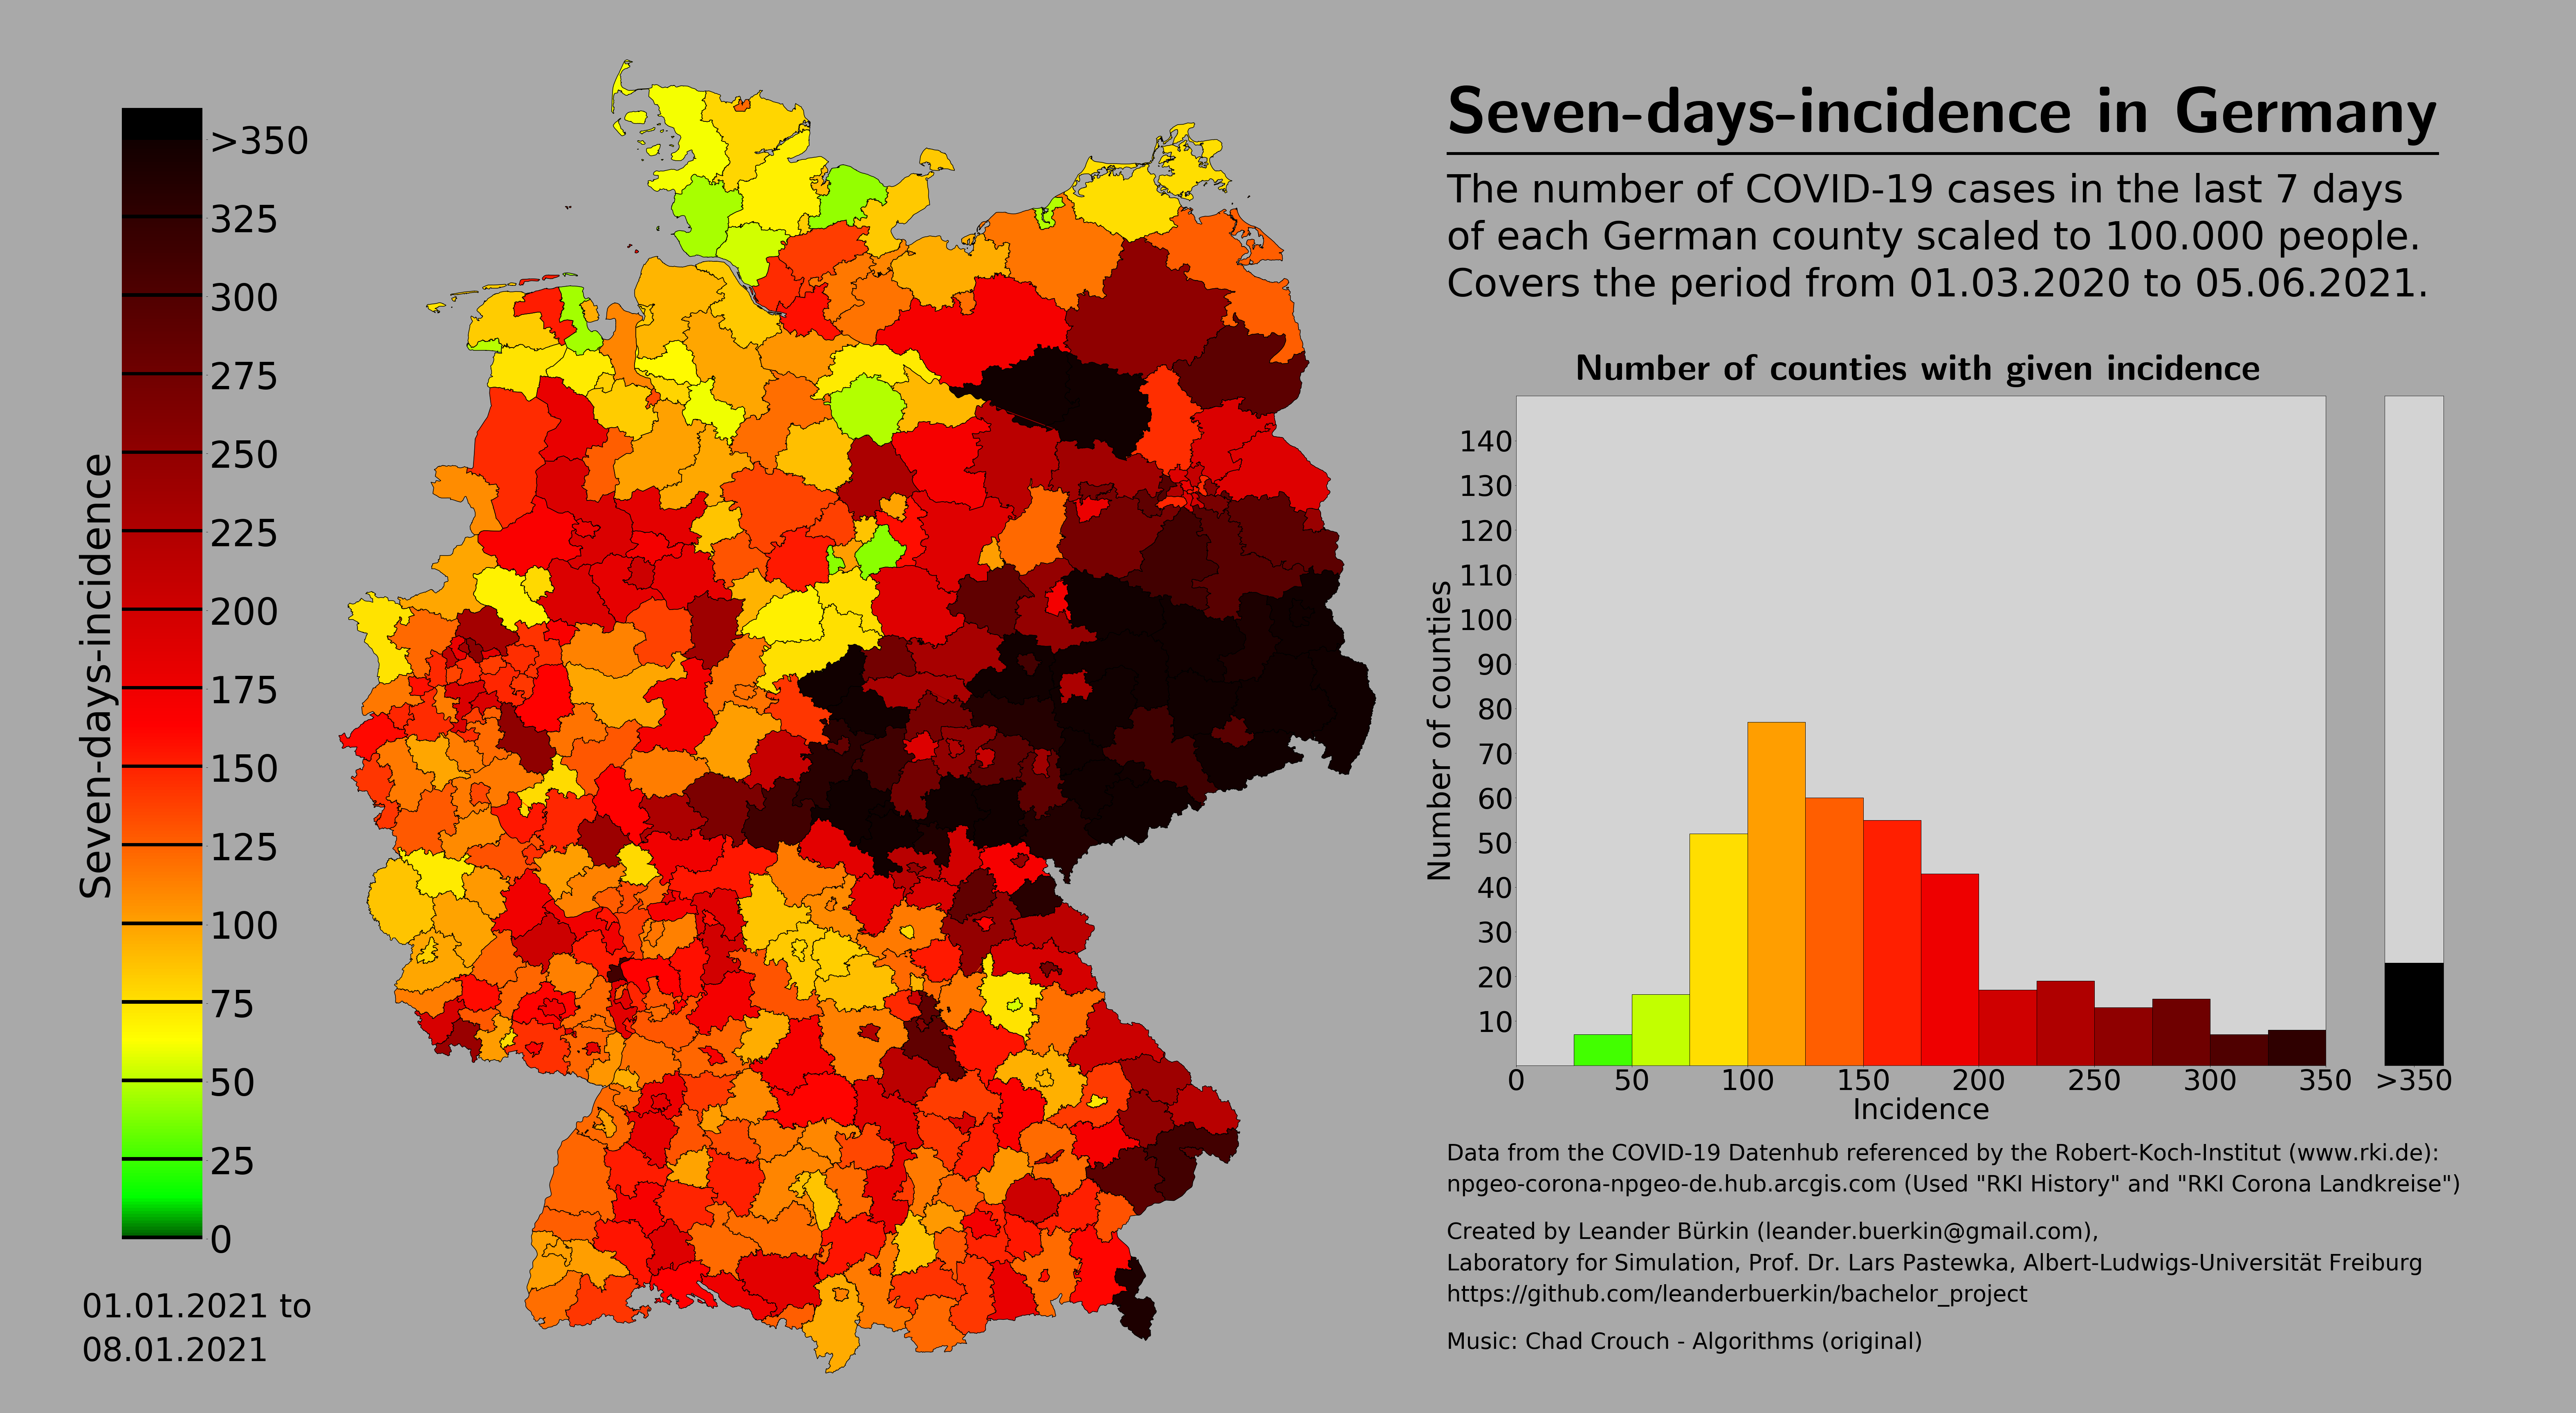 Seven-days-incidence in Germany
The number of COVID-19 cases in the last 7 days
of each German county scaled to 100.000 people.
Covers the period from 01.03.2020 to 05.06.2021.
Seven-days-incidence
>350
325
300
275
250
225
200
175
150
125
100
75
50
25
0
01.01.2021 to
08.01.2021
Number of counties with given incidence
Number of counties
140
130
120
110
100
90
80
70
60
50
40
30
20
10
0 50 100 150 200 250 300 350 >350
Incidence
Data from the COVID-19 Datenhub referenced by the Robert-Koch-Institut (www.rki.de):
npgeo-corona-npgeo-de.hub.arcgis.com (Used "RKI History" and "RKI Corona Landkreise")
Created by Leander Bürkin (leander.buerkin@gmail.com),
Laboratory for Simulation, Prof. Dr. Lars Pastewka, Albert-Ludwigs-Universität Freiburg
https://github.com/leanderbuerkin/bachelor_project
Music: Chad Crouch - Algorithms (original)